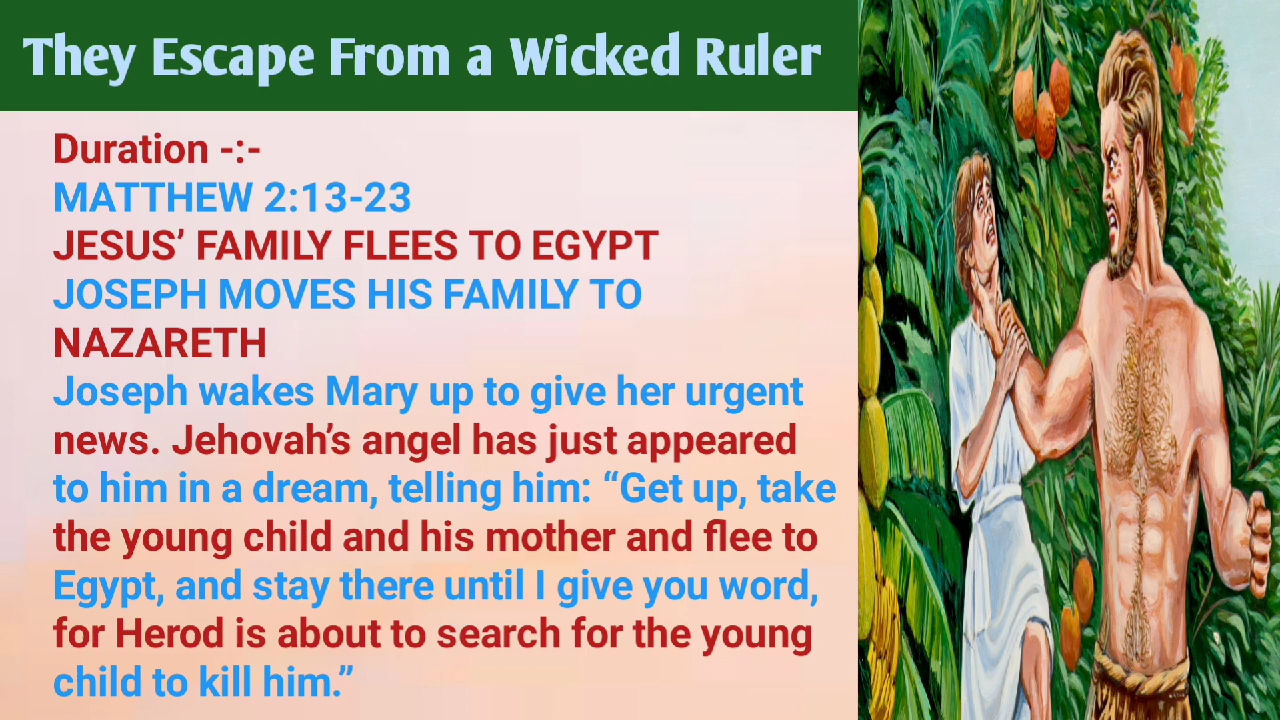 They Escape From a Wicked Ruler
Duration -:-
MATTHEW 2:13-23
JESUS’ FAMILY FLEES TO EGYPT
JOSEPH MOVES HIS FAMILY TO
NAZARETH
Joseph wakes Mary up to give her urgent
news. Jehovah’s angel has just appeared
to him in a dream, telling him: “Get up, take
the young child and his mother and flee to
Egypt, and stay there until I give you word,
for Herod is about to search for the young
child to kill him.”